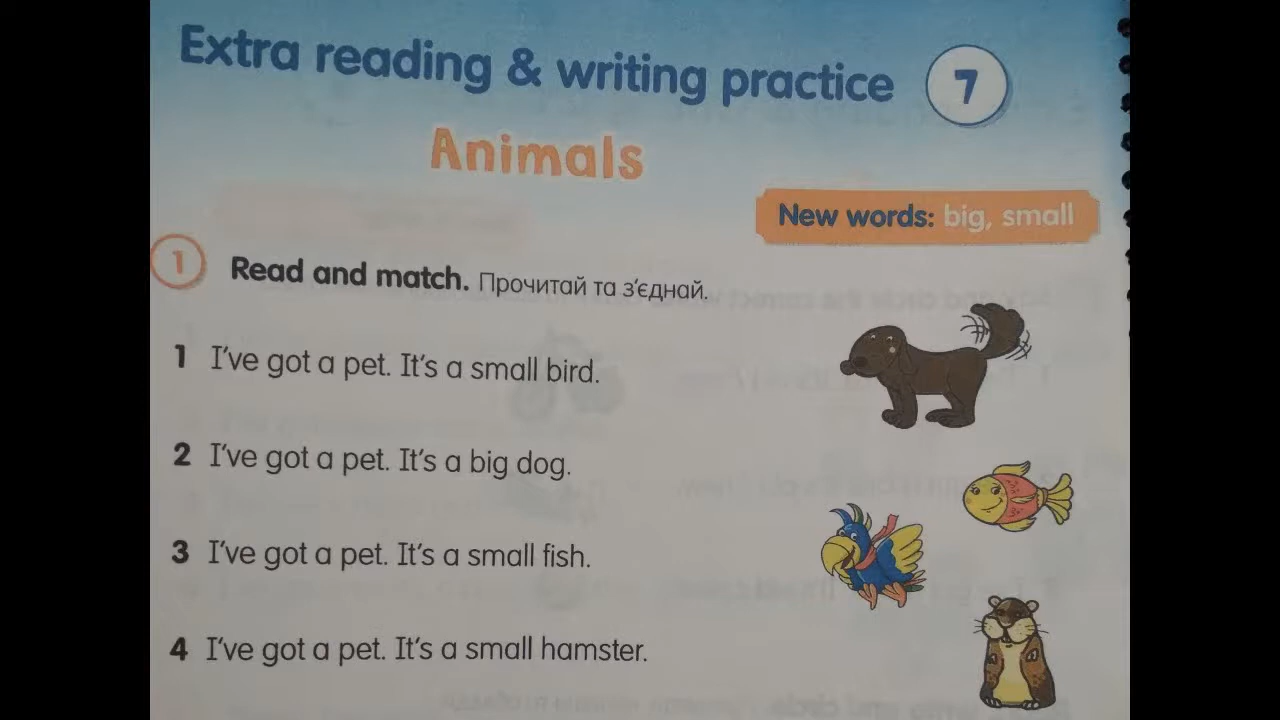 Extra reading & writing practice 7
Animals
New words: big, small
1 Read and match. Прочитай та з'єднай.
1 I've got a pet. It's a small bird.
2 I've got a pet. It's a big dog.
3 I've got a pet. It's a small fish.
4 I've got a pet. It's a small hamster.